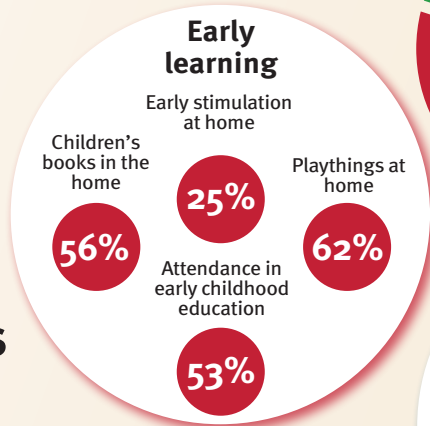 Early
learning
Early stimulation
at home
25%
Children's
books in the
home
56%
Playthings at
home
62%
Attendance in
early childhood
education
53%
s